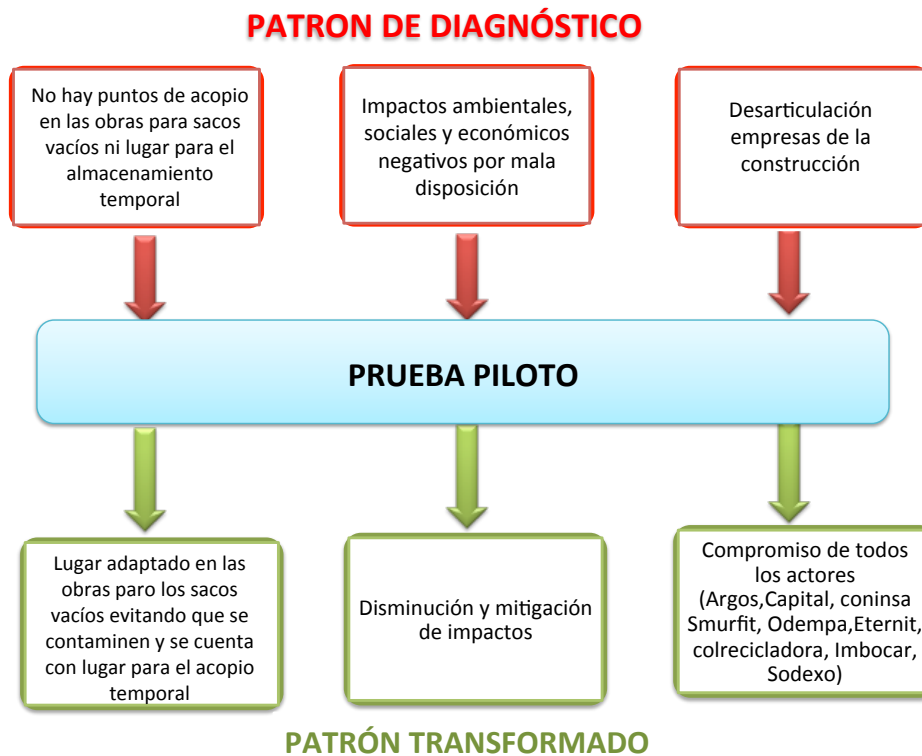 PATRON DE DIAGNÓSTICO
No hay puntos de acopio
en las obras para sacos
vacíos ni lugar para el
almacenamiento
temporal
Impactos ambientales,
sociales y económicos
negativos por mala
disposición
Desarticulación
empresas de la
construcción
PRUEBA PILOTO
Lugar adaptado en las
obras paro los sacos
vacíos evitando que se
contaminen y se cuenta
con lugar para el acopio
temporal
Disminución y mitigación
de impactos
Compromiso de todos
los actores
(Argos,Capital, coninsa
Smurfit, Odempa,Eternit,
colrecicladora, Imbocar,
Sodexo)
PATRÓN TRANSFORMADO